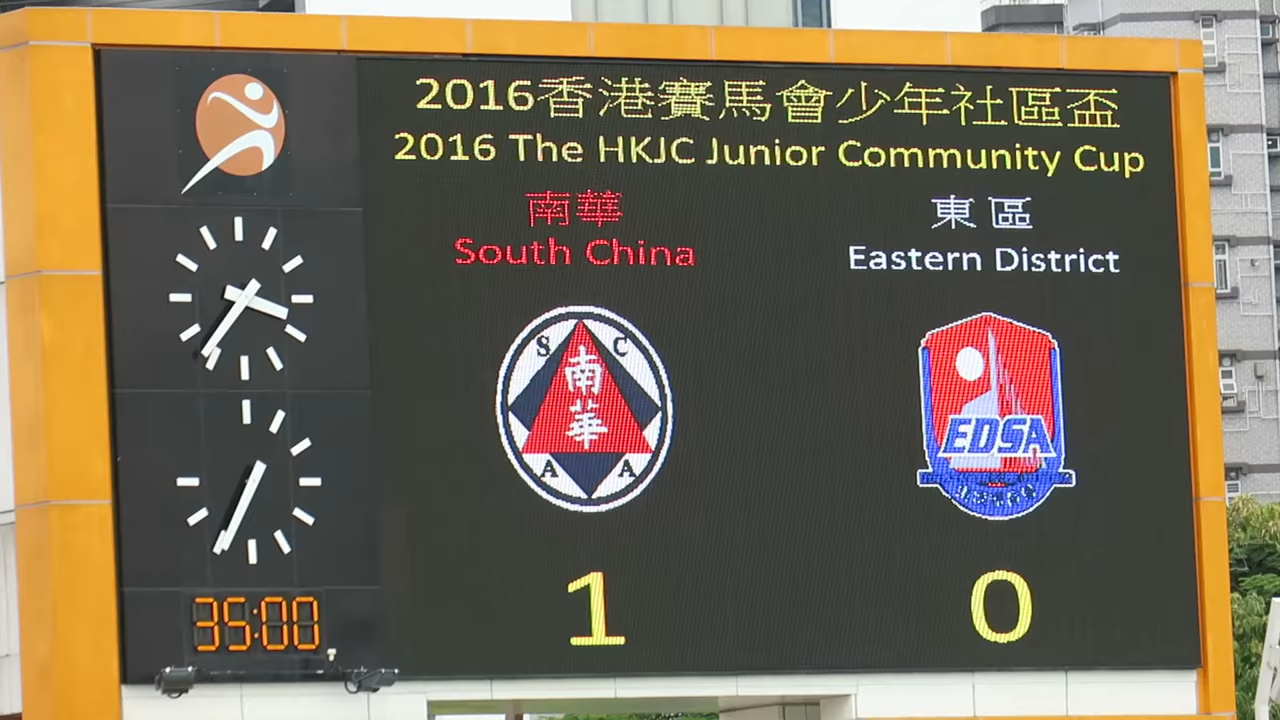 2016香港賽馬會少年社區盃
2016 The HKJC Junior Community Cup
南華
South China
東區
Eastern District
S C
南
華
A A
EDSA
1
0
35:00